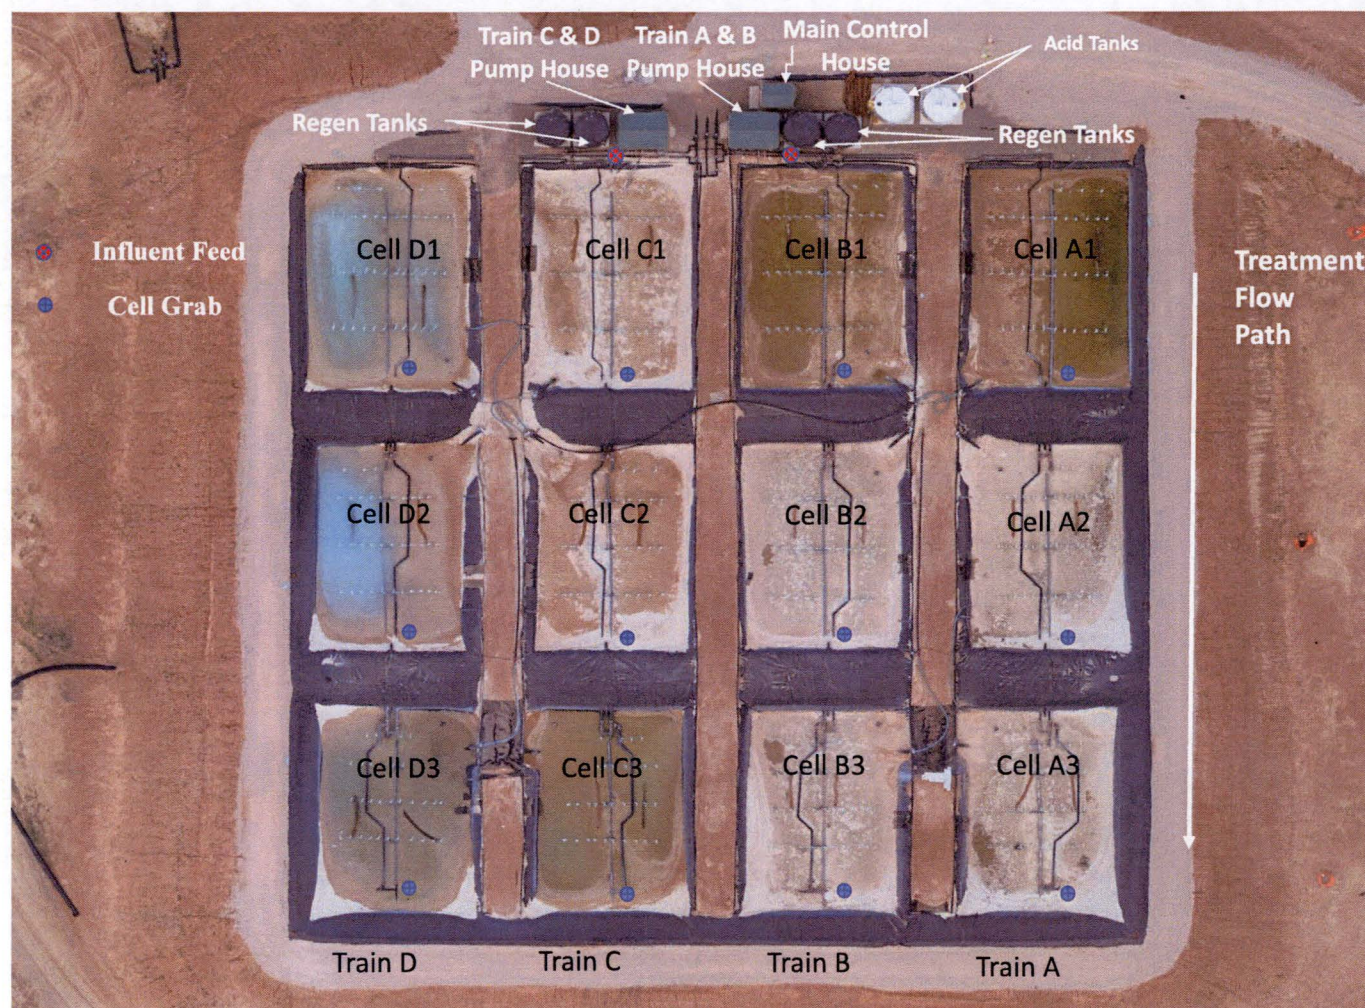 Train C & D
Pump House
Train A & B
Pump House
Main Control
House
Acid Tanks
Regen Tanks
Regen Tanks
Influent Feed
Cell Grab
Cell D1
Cell C1
Cell B1
Cell A1
Treatment
Flow
Path
Cell D2
Cell C2
Cell B2
Cell A2
Cell D3
Cell C3
Cell B3
Cell A3
Train D
Train C
Train B
Train A